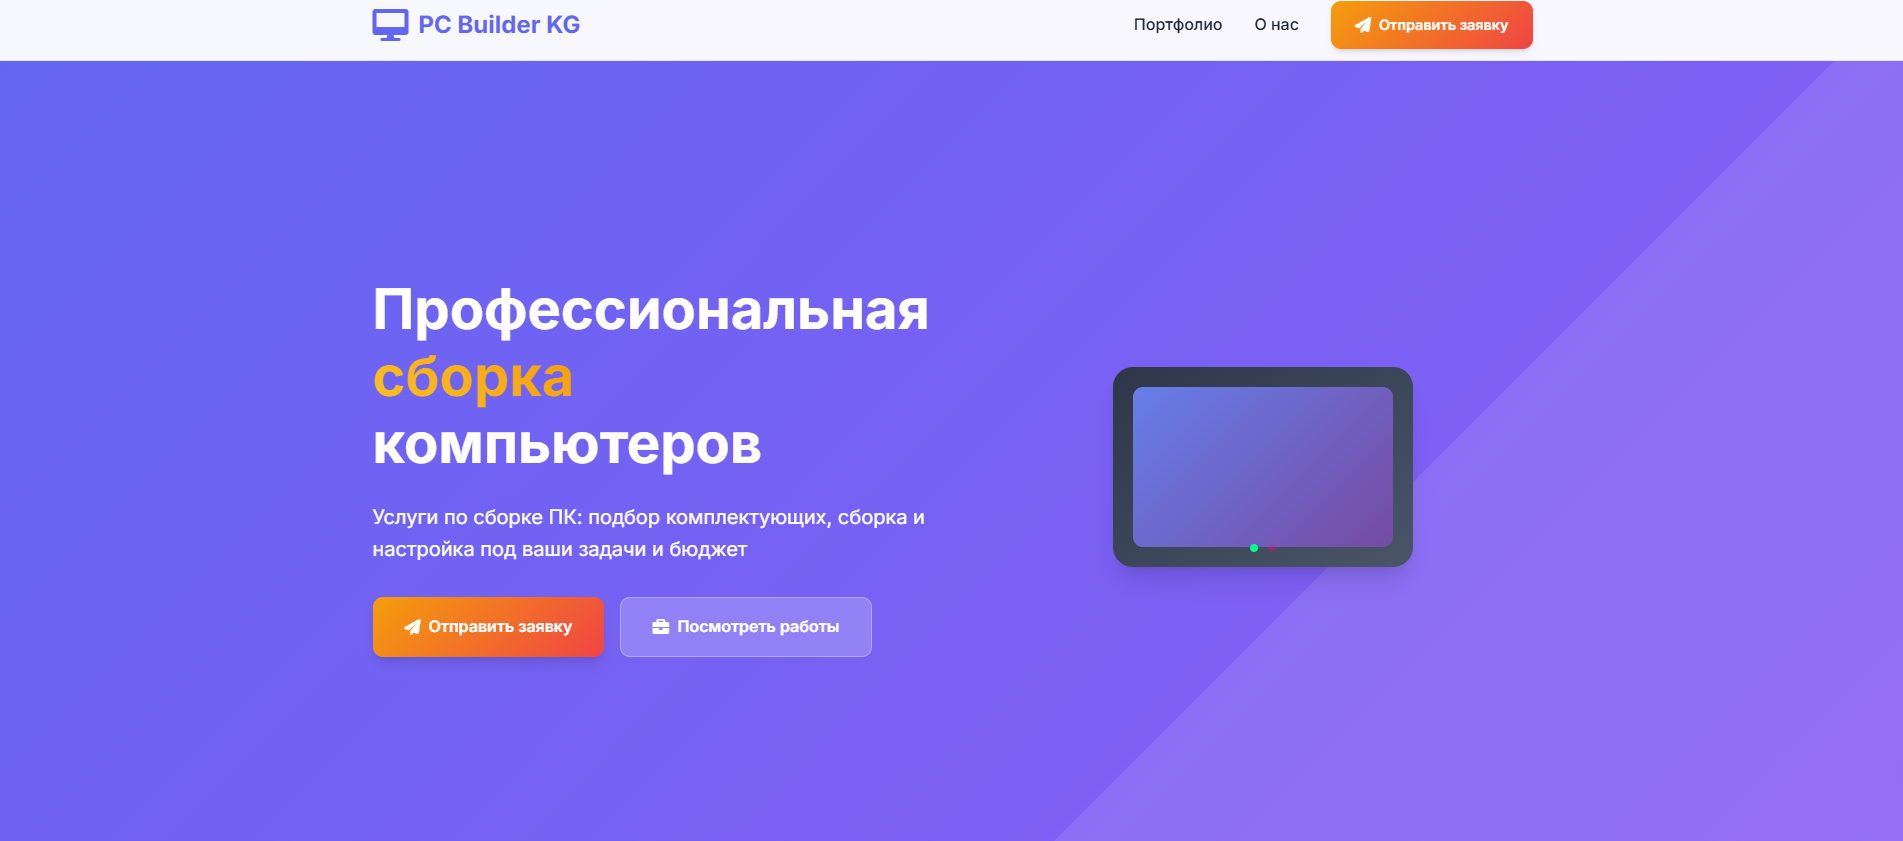 PC Builder KG
Портфолио
О нас
Отправить заявку
Профессиональная
сборка
компьютеров
Услуги по сборке ПК: подбор комплектующих, сборка и
настройка под ваши задачи и бюджет
Отправить заявку
Посмотреть работы